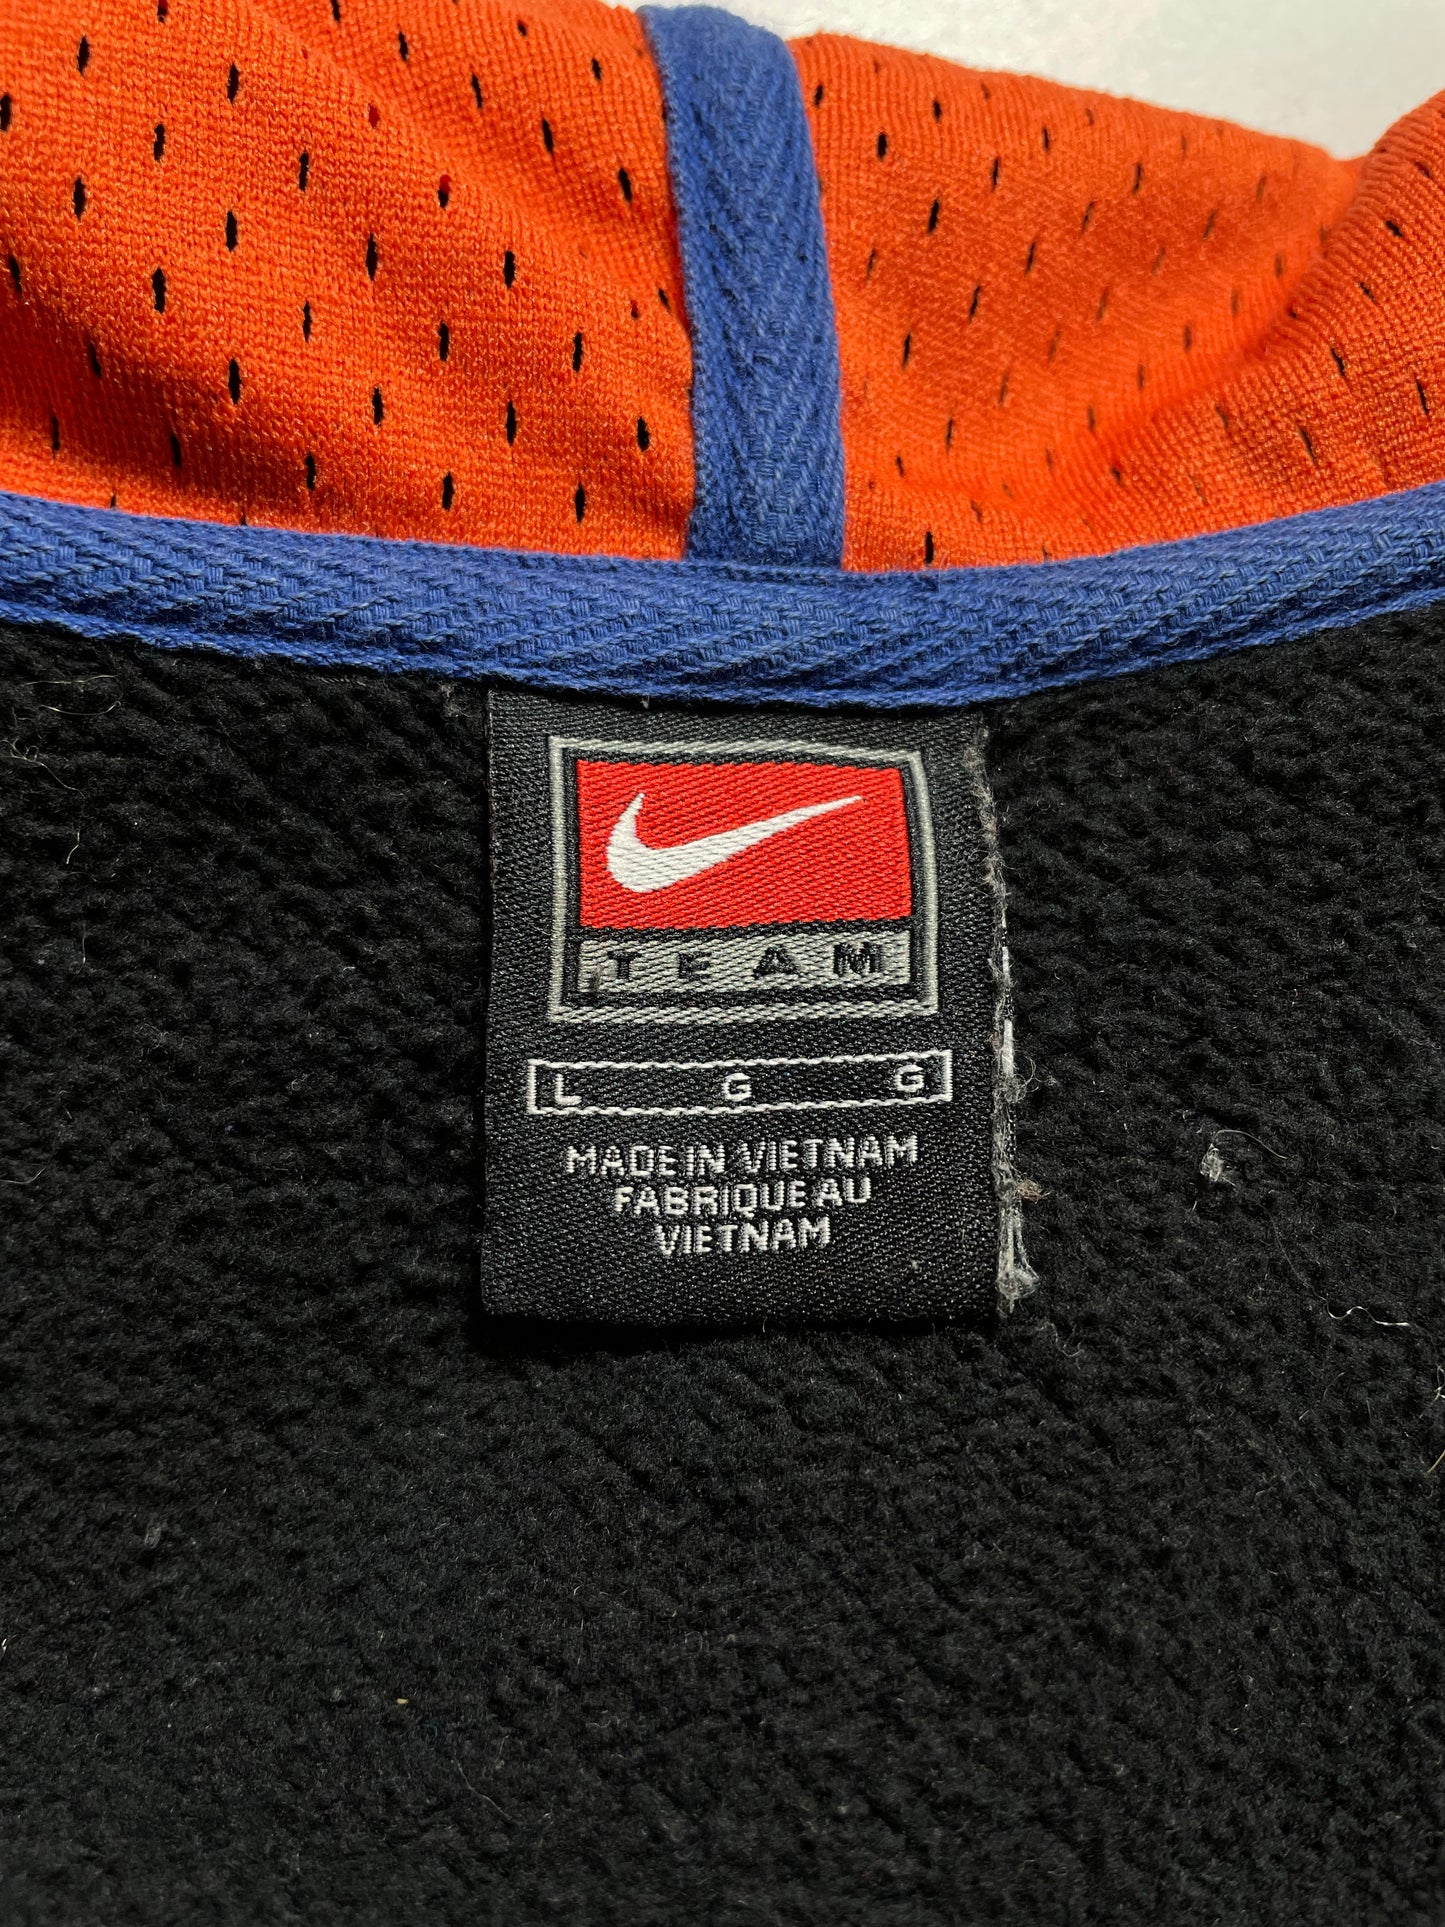 TEAM
L G G
MADE IN VIETNAM
FABRIQUE AU
VIETNAM